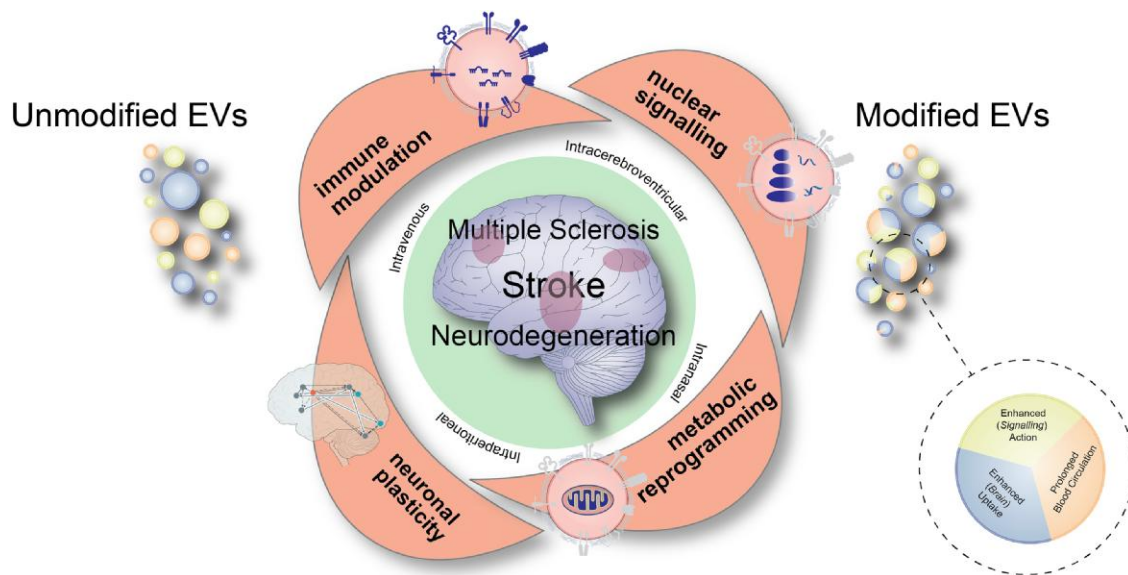 Unmodified EVs
immune
modulation
nuclear
signalling
Modified EVs
Intravenous
Intracerebroventricular
Multiple Sclerosis
Stroke
Neurodegeneration
Intraperitoneal
Intranasal
neuronal
plasticity
metabolic
reprogramming
Enhanced
(Signalling)
Action
Enhanced
(Brain)
Uptake
Prolonged
Blood Circulation